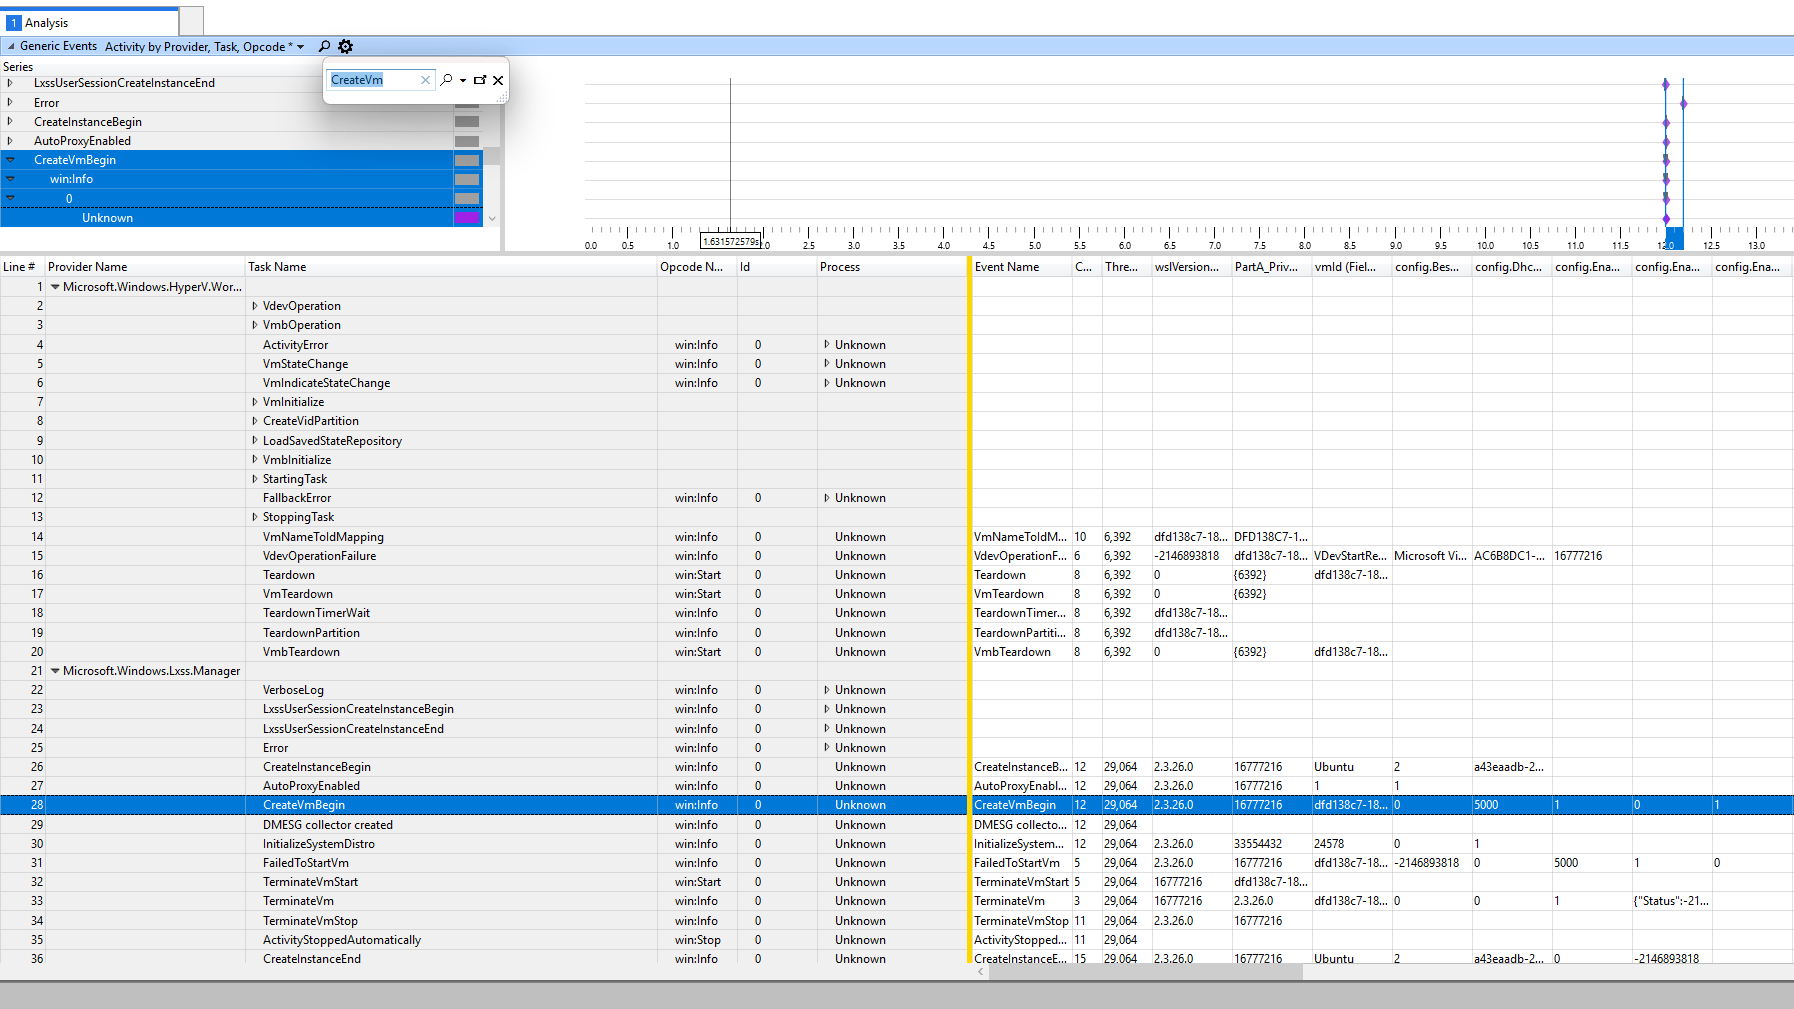 1 Analysis
Generic Events Activity by Provider, Task, Opcode *
Series
CreateVm
LxssUserSessionCreateInstanceEnd
Error
CreateInstanceBegin
AutoProxyEnabled
CreateVmBegin
win:Info
0
Unknown
1.631572579s
0.0 0.5 1.0 2.0 2.5 3.0 3.5 4.0 4.5 5.0 5.5 6.0 6.5 7.0 7.5 8.0 8.5 9.0 9.5 10.0 10.5 11.0 11.5 12.0 12.5 13.0
Line # Provider Name Task Name Opcode N... Id Process Event Name C... Thre... wslVersion... PartA_Priv... vmId (Fiel... config.Bes... config.Dhc... config.Ena... config.Ena... config.Ena...
1 Microsoft.Windows.HyperV.Wor...
2 VdevOperation
3 VmbOperation
4 ActivityError win:Info 0 Unknown
5 VmStateChange win:Info 0 Unknown
6 VmIndicateStateChange win:Info 0 Unknown
7 VmInitialize
8 CreateVidPartition
9 LoadSavedStateRepository
10 VmbInitialize
11 StartingTask
12 FallbackError win:Info 0 Unknown
13 StoppingTask
14 VmNameToIdMapping win:Info 0 Unknown VmNameToIdM... 10 6,392 dfd138c7-18... DFD138C7-1...
15 VdevOperationFailure win:Info 0 Unknown VdevOperationF... 6 6,392 -2146893818 dfd138c7-18... VDevStartRe... Microsoft Vi... AC6B8DC1-... 16777216
16 Teardown win:Start 0 Unknown Teardown 8 6,392 0 {6392} dfd138c7-18...
17 VmTeardown win:Start 0 Unknown VmTeardown 8 6,392 0 {6392}
18 TeardownTimerWait win:Info 0 Unknown TeardownTimer... 8 6,392 dfd138c7-18...
19 TeardownPartition win:Info 0 Unknown TeardownPartiti... 8 6,392 dfd138c7-18...
20 VmbTeardown win:Start 0 Unknown VmbTeardown 8 6,392 0 {6392} dfd138c7-18...
21 Microsoft.Windows.Lxss.Manager
22 VerboseLog win:Info 0 Unknown
23 LxssUserSessionCreateInstanceBegin win:Info 0 Unknown
24 LxssUserSessionCreateInstanceEnd win:Info 0 Unknown
25 Error win:Info 0 Unknown
26 CreateInstanceBegin win:Info 0 Unknown CreateInstanceB... 12 29,064 2.3.26.0 16777216 Ubuntu 2 a43eaadb-2...
27 AutoProxyEnabled win:Info 0 Unknown AutoProxyEnabl... 12 29,064 2.3.26.0 16777216 1 1
28 CreateVmBegin win:Info 0 Unknown CreateVmBegin 12 29,064 2.3.26.0 16777216 dfd138c7-18... 0 5000 1 0 1
29 DMESG collector created win:Info 0 Unknown DMESG collecto... 12 29,064
30 InitializeSystemDistro win:Info 0 Unknown InitializeSystem... 12 29,064 2.3.26.0 33554432 24578 0 1
31 FailedToStartVm win:Info 0 Unknown FailedToStartVm 5 29,064 2.3.26.0 16777216 dfd138c7-18... -2146893818 0 5000 1 0
32 TerminateVmStart win:Start 0 Unknown TerminateVmStart 5 29,064 16777216 dfd138c7-18...
33 TerminateVm win:Info 0 Unknown TerminateVm 3 29,064 16777216 2.3.26.0 dfd138c7-18... 0 0 1 {"Status":-21...
34 TerminateVmStop win:Info 0 Unknown TerminateVmStop 11 29,064 2.3.26.0 16777216
35 ActivityStoppedAutomatically win:Stop 0 Unknown ActivityStopped... 11 29,064
36 CreateInstanceEnd win:Info 0 Unknown CreateInstanceE... 15 29,064 2.3.26.0 16777216 Ubuntu 2 a43eaadb-2... 0 -2146893818